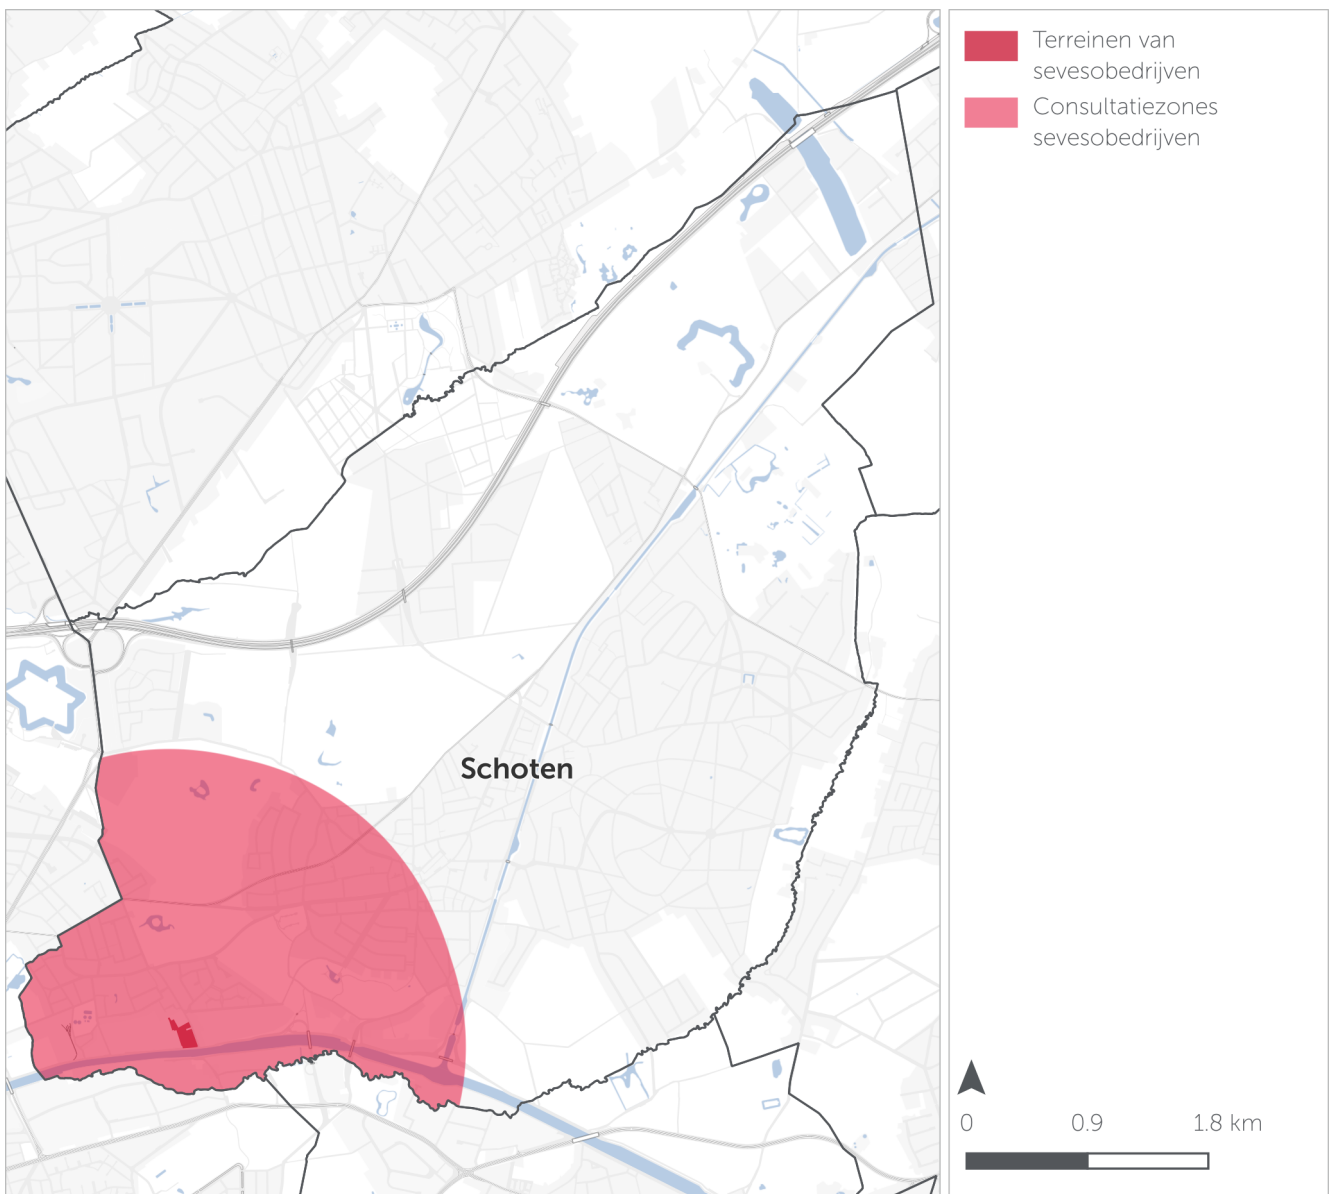 Terreinen van
sevesobedrijven
Consultatiezones
sevesobedrijven
Schoten
0 0.9 1.8 km